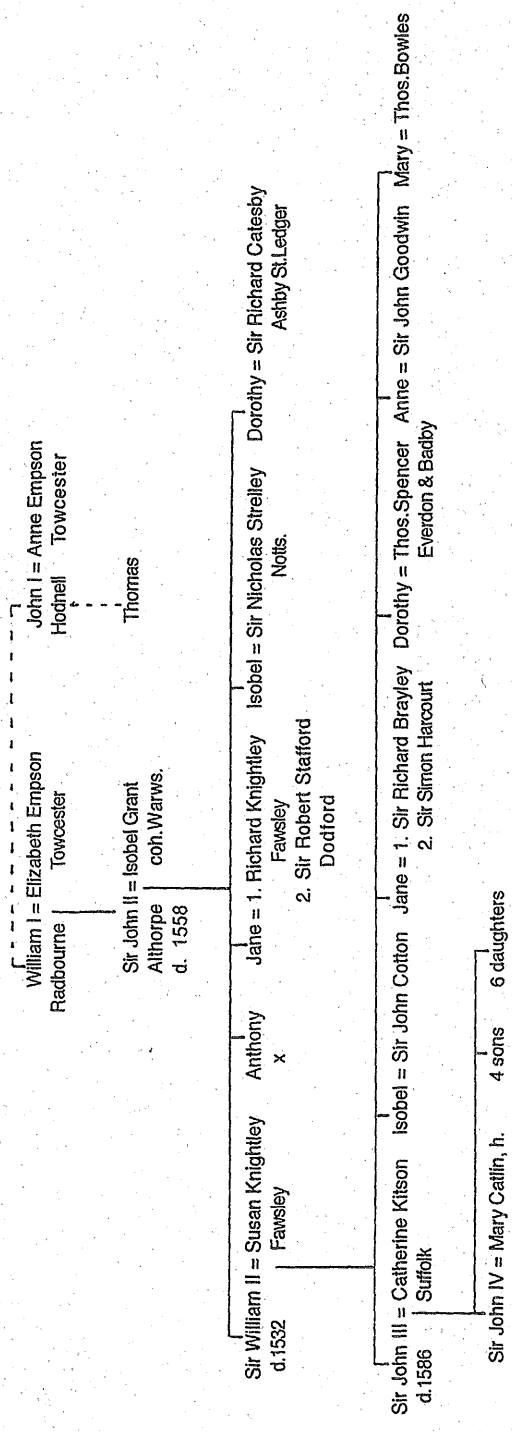 William I = Elizabeth Empson
Radbourne Towcester
John I = Anne Empson
Hodnell Towcester
Sir John II = Isobel Grant
Althorpe coh.Warws.
d. 1558
Thomas
Sir William II = Susan Knightley
d.1532 Fawsley
Anthony
x
Jane = 1. Richard Knightley
Fawsley
2. Sir Robert Stafford
Dodford
Isobel = Sir Nicholas Strelley
Notts.
Dorothy = Sir Richard Catesby
Ashby St.Ledger
Sir John III = Catherine Kitson
d.1586 Suffolk
Isobel = Sir John Cotton
Jane = 1. Sir Richard Brayley
2. Sir Simon Harcourt
Dorothy = Thos.Spencer
Everdon & Badby
Anne = Sir John Goodwin
Mary = Thos.Bowles
Sir John IV = Mary Catlin, h.
4 sons
6 daughters